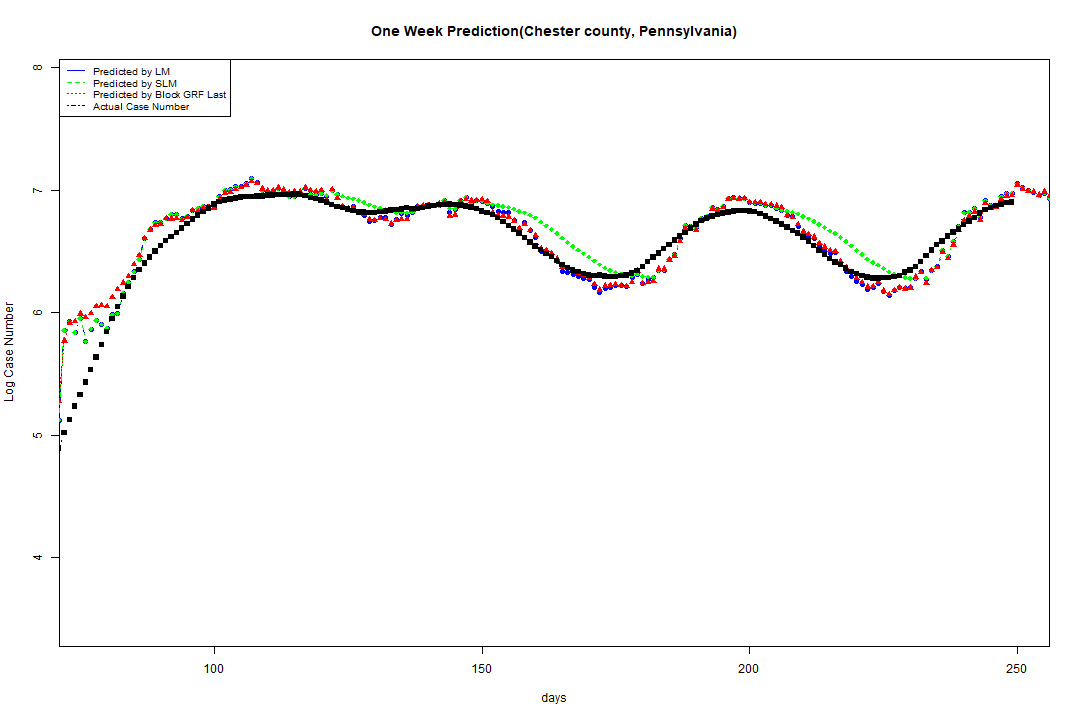 One Week Prediction(Chester county, Pennsylvania)
Predicted by LM
Predicted by SLM
Predicted by Block GRF Last
Actual Case Number
8
7
6
5
4
Log Case Number
100 150 200 250
days